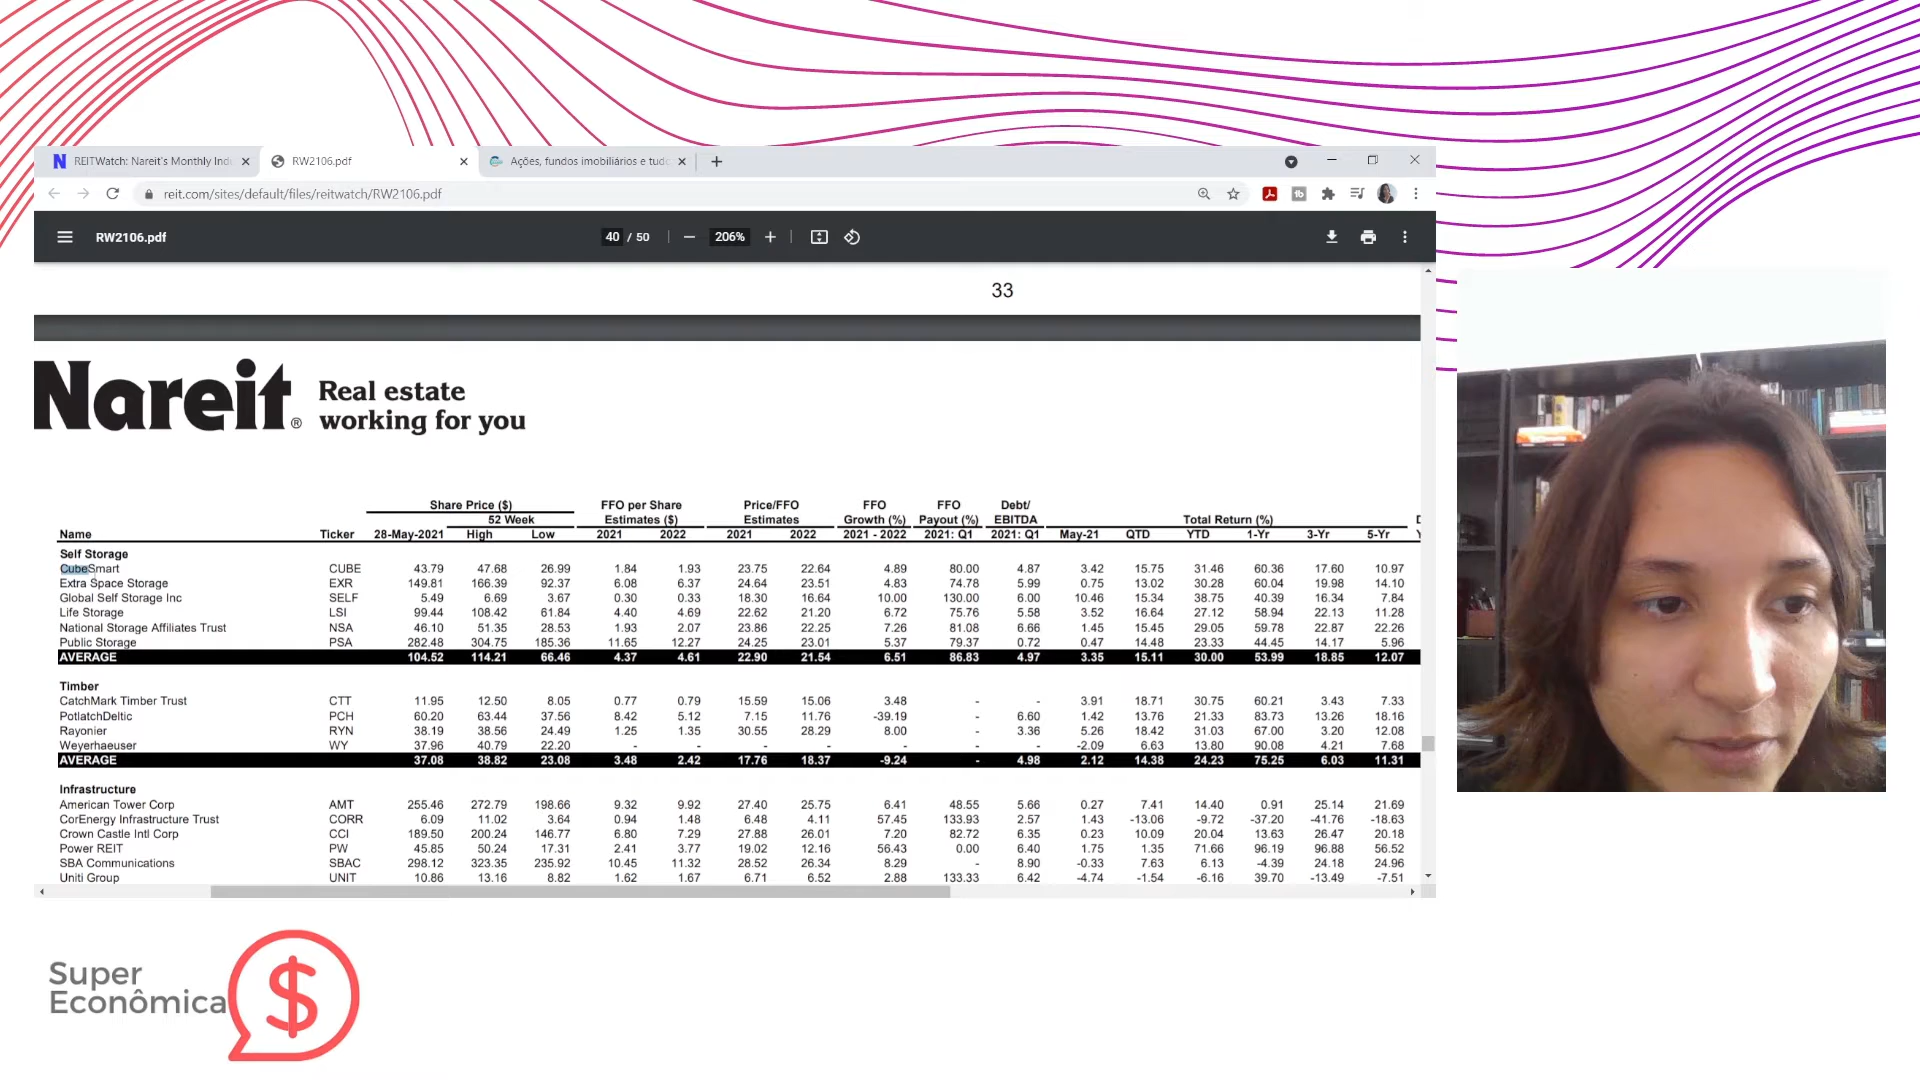 REITWatch: Nareit's Monthly Ind
RW2106.pdf
Ações, fundos imobiliários e tudo
reit.com/sites/default/files/reitwatch/RW2106.pdf
RW2106.pdf
40 / 50
206%
33
Nareit®
Real estate
working for you
Share Price ($) FFO per Share Price/FFO FFO FFO Debt/
52 Week Estimates ($) Estimates Growth (%) Payout (%) EBITDA Total Return (%)
Name Ticker 28-May-2021 High Low 2021 2022 2021 2022 2021 - 2022 2021: Q1 2021: Q1 May-21 QTD YTD 1-Yr 3-Yr 5-Yr
Self Storage
CubeSmart CUBE 43.79 47.68 26.99 1.84 1.93 23.75 22.64 4.89 80.00 4.87 3.42 15.75 31.46 60.36 17.60 10.97
Extra Space Storage EXR 149.81 166.39 92.37 6.08 6.37 24.64 23.51 4.83 74.78 5.99 0.75 13.02 30.28 60.04 19.98 14.10
Global Self Storage Inc SELF 5.49 6.69 3.67 0.30 0.33 18.30 16.64 10.00 130.00 6.00 10.46 15.34 38.75 40.39 16.34 7.84
Life Storage LSI 99.44 108.42 61.84 4.40 4.69 22.62 21.20 6.72 75.76 5.58 3.52 16.64 27.12 58.94 22.13 11.28
National Storage Affiliates Trust NSA 46.10 51.35 28.53 1.93 2.07 23.86 22.25 7.26 81.08 6.66 1.45 15.45 29.05 59.78 22.87 22.26
Public Storage PSA 282.48 304.75 185.36 11.65 12.27 24.25 23.01 5.37 79.37 0.72 0.47 14.48 23.33 44.45 14.17 5.96
AVERAGE 104.52 114.21 66.46 4.37 4.61 22.90 21.54 6.51 86.83 4.97 3.35 15.11 30.00 53.99 18.85 12.07
Timber
CatchMark Timber Trust CTT 11.95 12.50 8.05 0.77 0.79 15.59 15.06 3.48 - - 3.91 18.71 30.75 60.21 3.43 7.33
PotlatchDeltic PCH 60.20 63.44 37.56 8.42 5.12 7.15 11.76 -39.19 - 6.60 1.42 13.76 21.33 83.73 13.26 18.16
Rayonier RYN 38.19 38.56 24.49 1.25 1.35 30.55 28.29 8.00 - 3.36 5.26 18.42 31.03 67.00 3.20 12.08
Weyerhaeuser WY 37.96 40.79 22.20 - - - - - - - -2.09 6.63 13.80 90.08 4.21 7.68
AVERAGE 37.08 38.82 23.08 3.48 2.42 17.76 18.37 -9.24 - 4.98 2.12 14.38 24.23 75.25 6.03 11.31
Infrastructure
American Tower Corp AMT 255.46 272.79 198.66 9.32 9.92 27.40 25.75 6.41 48.55 5.66 0.27 7.41 14.40 0.91 25.14 21.69
CorEnergy Infrastructure Trust CORR 6.09 11.02 3.64 0.94 1.48 6.48 4.11 57.45 133.93 2.57 1.43 -13.06 -9.72 -37.20 -41.76 -18.63
Crown Castle Intl Corp CCI 189.50 200.24 146.77 6.80 7.29 27.88 26.01 7.20 82.72 6.35 0.23 10.09 20.04 13.63 26.47 20.18
Power REIT PW 45.85 50.24 17.31 2.41 3.77 19.02 12.16 56.43 0.00 6.40 1.75 1.35 71.66 96.19 96.88 56.52
SBA Communications SBAC 298.12 323.35 235.92 10.45 11.32 28.52 26.34 8.29 - 8.90 -0.33 7.63 6.13 -4.39 24.18 24.96
Uniti Group UNIT 10.86 13.16 8.82 1.62 1.67 6.71 6.52 2.88 133.33 6.42 -4.74 -1.54 -6.16 39.70 -13.49 -7.51
Super
Econômica
$